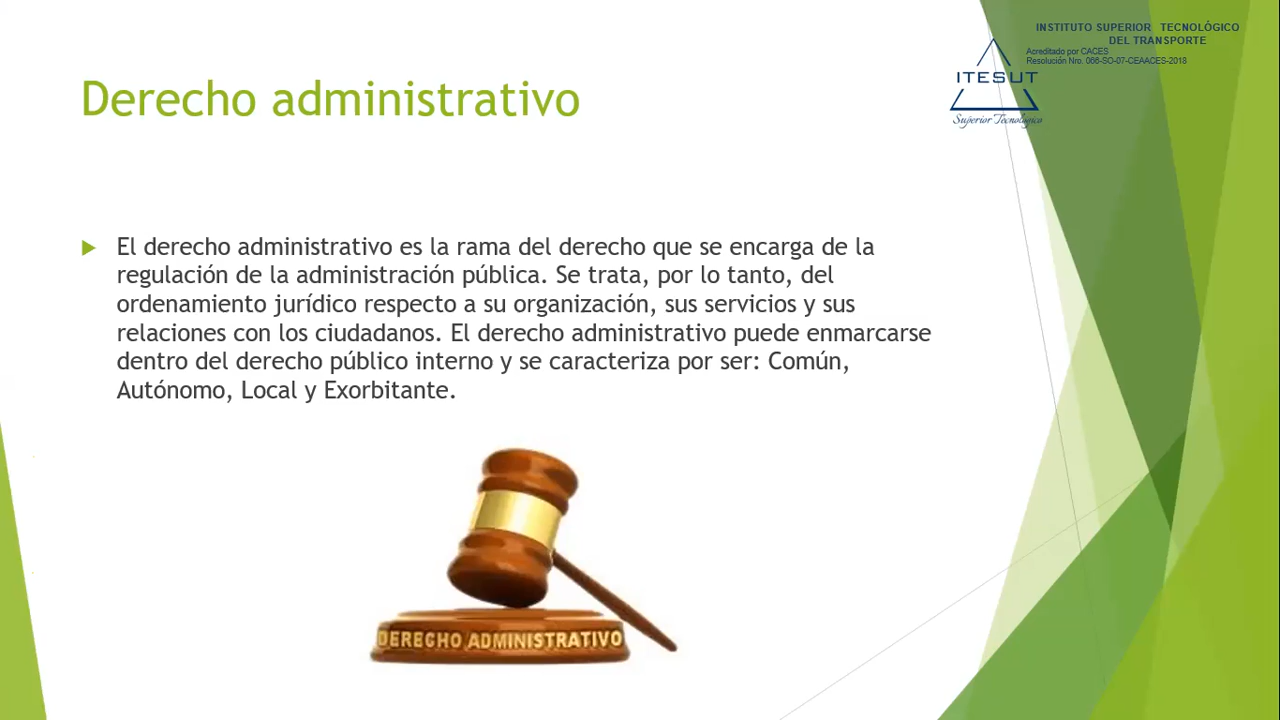 INSTITUTO SUPERIOR TECNOLÓGICO
DEL TRANSPORTE
Acreditado por CACES
Resolución Nro. 066-SO-07-CEAACES-2018
ITESUT
Superior Tecnológico
Derecho administrativo
El derecho administrativo es la rama del derecho que se encarga de la
regulación de la administración pública. Se trata, por lo tanto, del
ordenamiento jurídico respecto a su organización, sus servicios y sus
relaciones con los ciudadanos. El derecho administrativo puede enmarcarse
dentro del derecho público interno y se caracteriza por ser: Común,
Autónomo, Local y Exorbitante.
DERECHO ADMINISTRATIVO